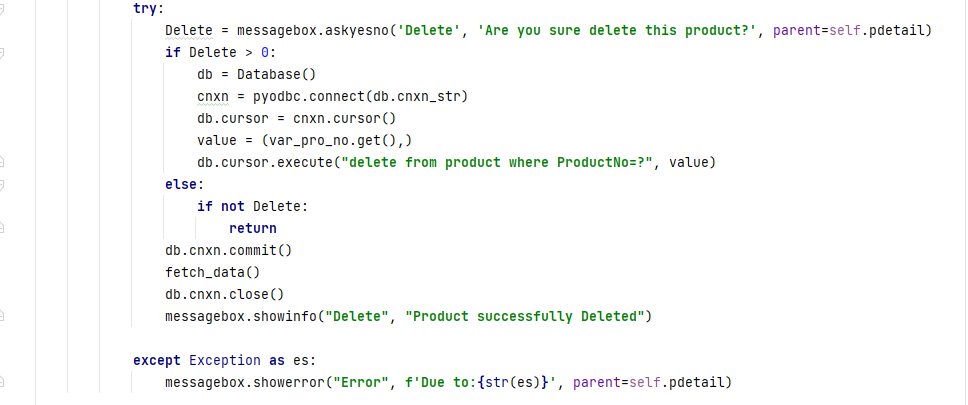 try:
Delete = messagebox.askyesno('Delete', 'Are you sure delete this product?', parent=self.pdetail)
if Delete > 0:
db = Database()
cnxn = pyodbc.connect(db.cnxn_str)
db.cursor = cnxn.cursor()
value = (var_pro_no.get(),)
db.cursor.execute("delete from product where ProductNo=?", value)
else:
if not Delete:
return
db.cnxn.commit()
fetch_data()
db.cnxn.close()
messagebox.showinfo("Delete", "Product successfully Deleted")
except Exception as es:
messagebox.showerror("Error", f'Due to:{str(es)}', parent=self.pdetail)